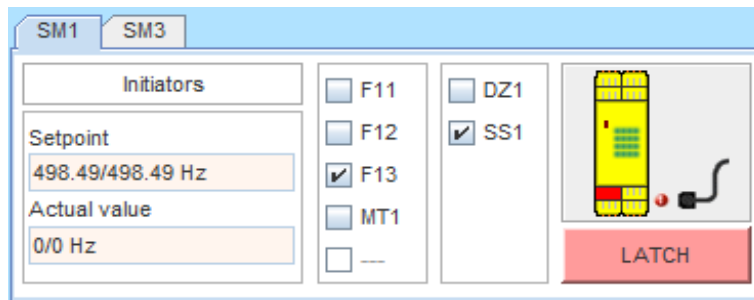 SM1
SM3
Initiators
Setpoint
498.49/498.49 Hz
Actual value
0/0 Hz
F11
F12
F13
MT1
---
DZ1
SS1
LATCH